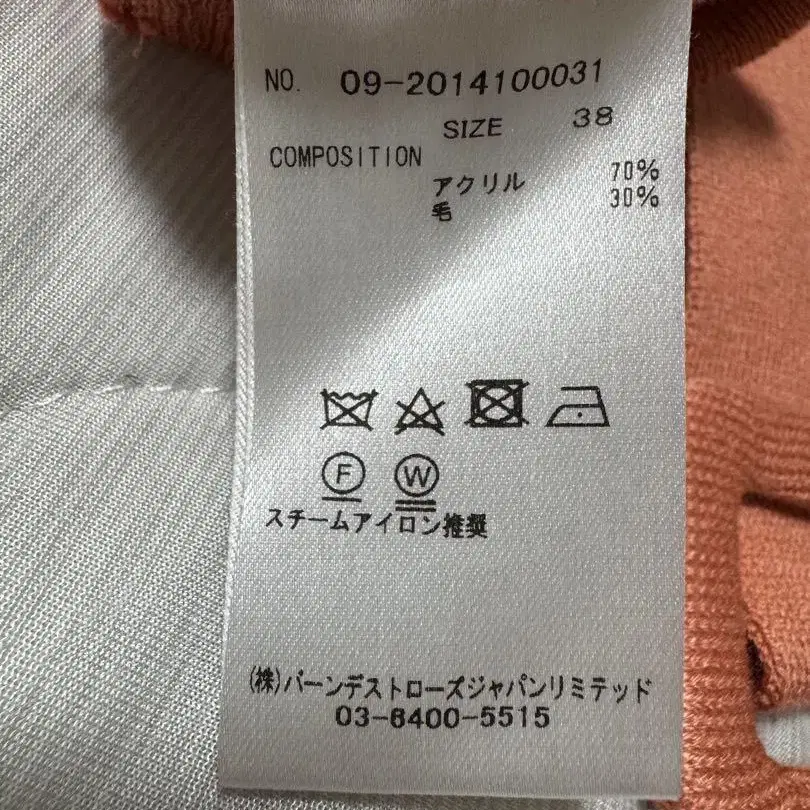 NO. 09-2014100031
SIZE 38
COMPOSITION
アクリル 70%
毛 30%
F W
スチームアイロン推奨
(株)バーンデストローズジャパンリミテッド
03-6400-5515